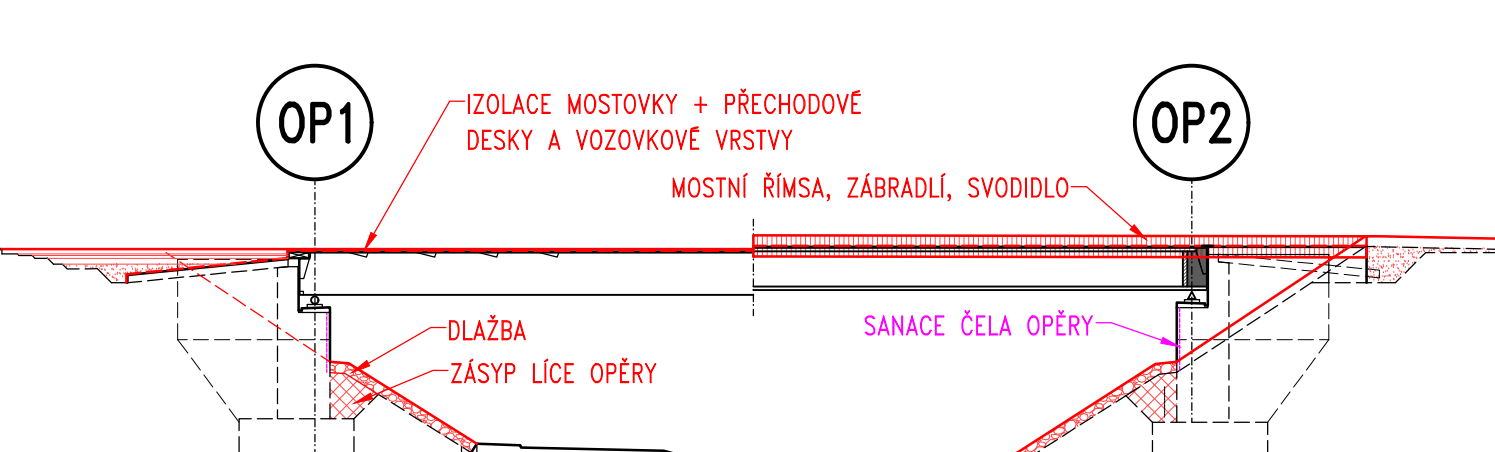 OP1
IZOLACE MOSTOVKY + PŘECHODOVÉ
DESKY A VOZOVKOVÉ VRSTVY
OP2
MOSTNÍ ŘÍMSA, ZÁBRADLÍ, SVODIDLO
DLAŽBA
SANACE ČELA OPĚRY
ZÁSYP LÍCE OPĚRY